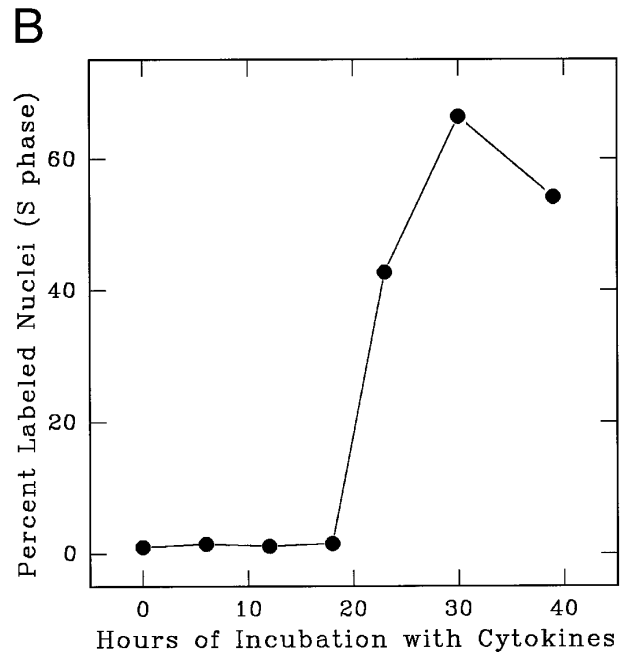 B
Percent Labeled Nuclei (S phase)
60
40
20
0
0 10 20 30 40
Hours of Incubation with Cytokines